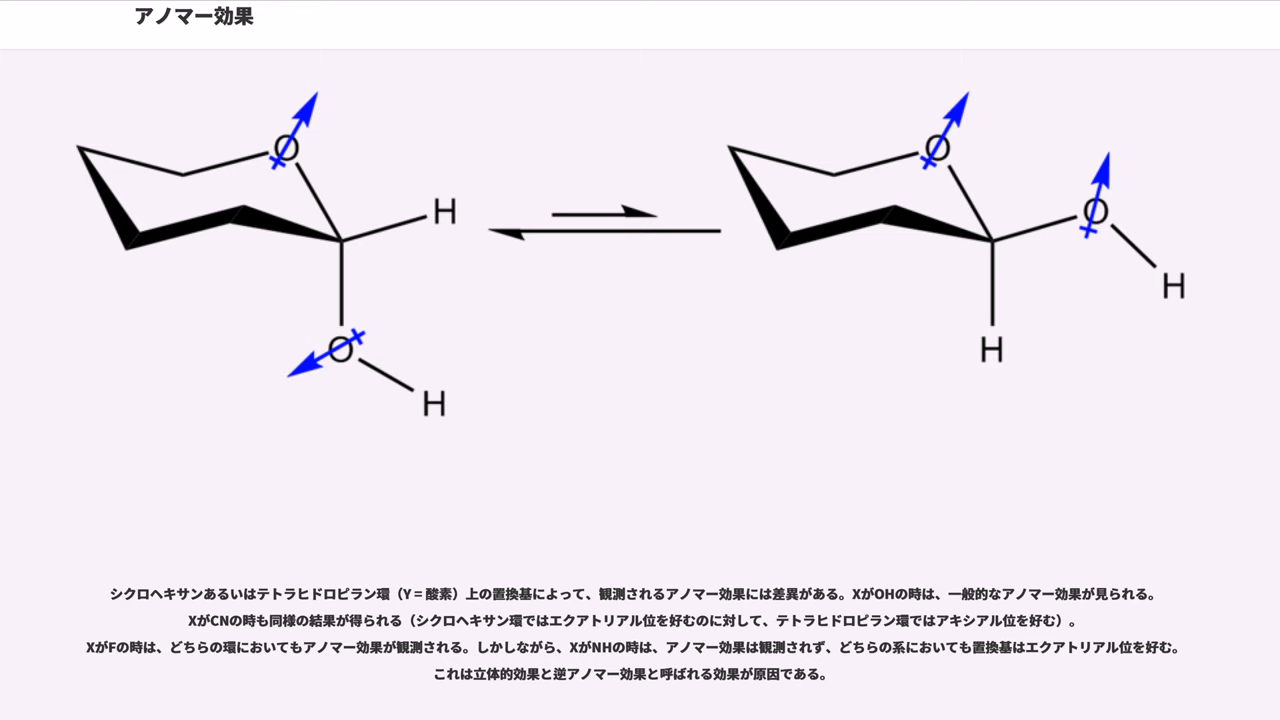 アノマー効果
O
H
O
H
O
O
H
H
シクロヘキサンあるいはテトラヒドロピラン環（Y = 酸素）上の置換基によって、観測されるアノマー効果には差異がある。XがOHの時は、一般的なアノマー効果が見られる。
XがCNの時も同様の結果が得られる（シクロヘキサン環ではエクアトリアル位を好むのに対して、テトラヒドロピラン環ではアキシアル位を好む）。
XがFの時は、どちらの環においてもアノマー効果が観測される。しかしながら、XがNHの時は、アノマー効果は観測されず、どちらの系においても置換基はエクアトリアル位を好む。
これは立体的効果と逆アノマー効果と呼ばれる効果が原因である。